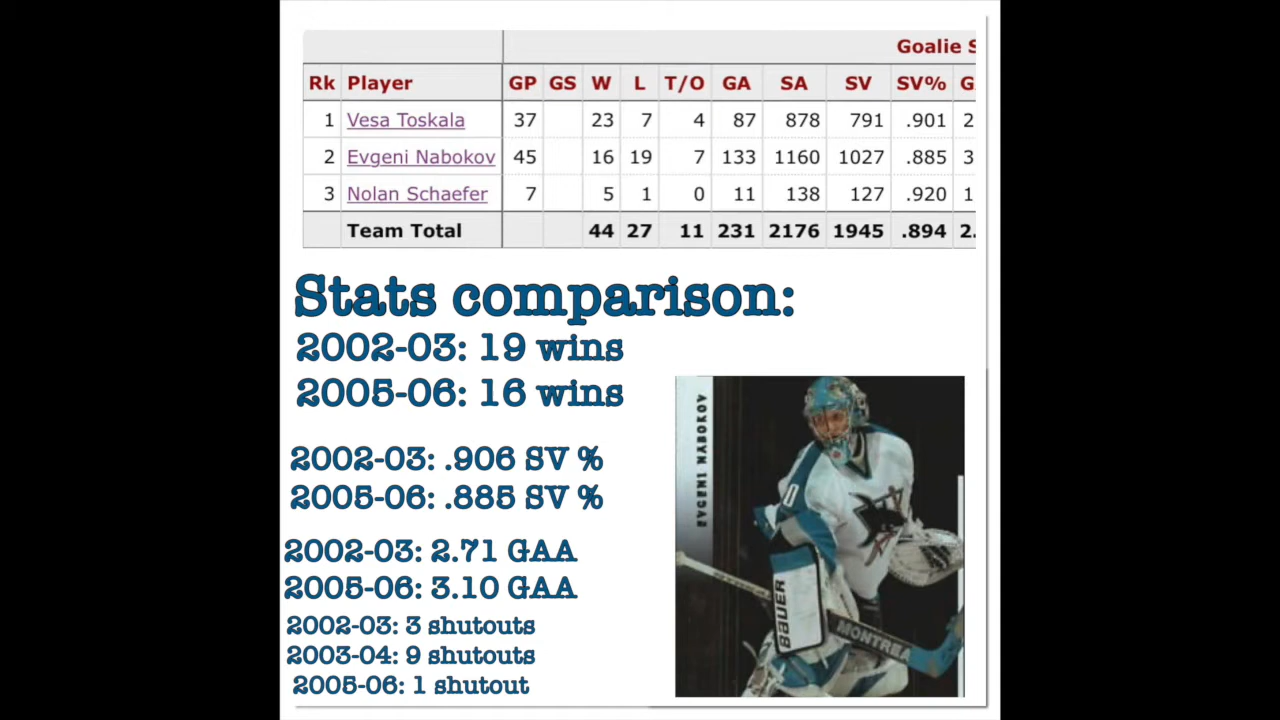 Goalie S
Rk Player GP GS W L T/O GA SA SV SV% G
1 Vesa Toskala 37 23 7 4 87 878 791 .901 2
2 Evgeni Nabokov 45 16 19 7 133 1160 1027 .885 3
3 Nolan Schaefer 7 5 1 0 11 138 127 .920 1
Team Total 44 27 11 231 2176 1945 .894 2.
Stats comparison:
2002-03: 19 wins
2005-06: 16 wins
2002-03: .906 SV %
2005-06: .885 SV %
2002-03: 2.71 GAA
2005-06: 3.10 GAA
2002-03: 3 shutouts
2003-04: 9 shutouts
2005-06: 1 shutout
EVGENI NABOKOV
0
BAUER
MONTREA